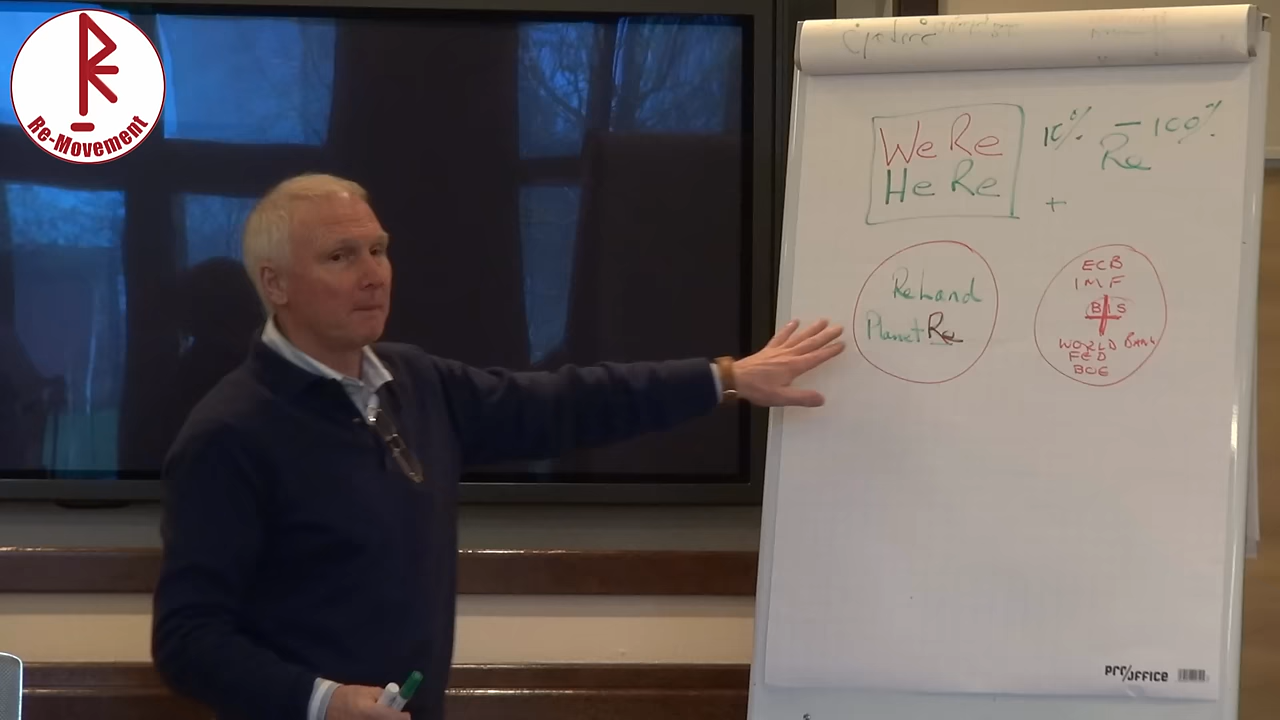 Re-Movement
We Re
He Re
10% - 100%
Re
+
ReLand
Planet Re
ECB
IMF
BIS
WORLD BANK
FED
BOE
PRO/OFFICE